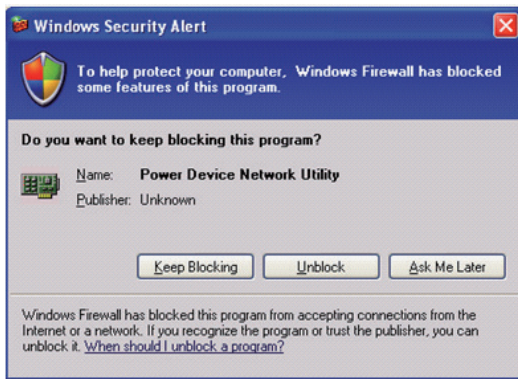 Windows Security Alert
To help protect your computer, Windows Firewall has blocked
some features of this program.
Do you want to keep blocking this program?
Name: Power Device Network Utility
Publisher: Unknown
Keep Blocking Unblock Ask Me Later
Windows Firewall has blocked this program from accepting connections from the
Internet or a network. If you recognize the program or trust the publisher, you can
unblock it. When should I unblock a program?